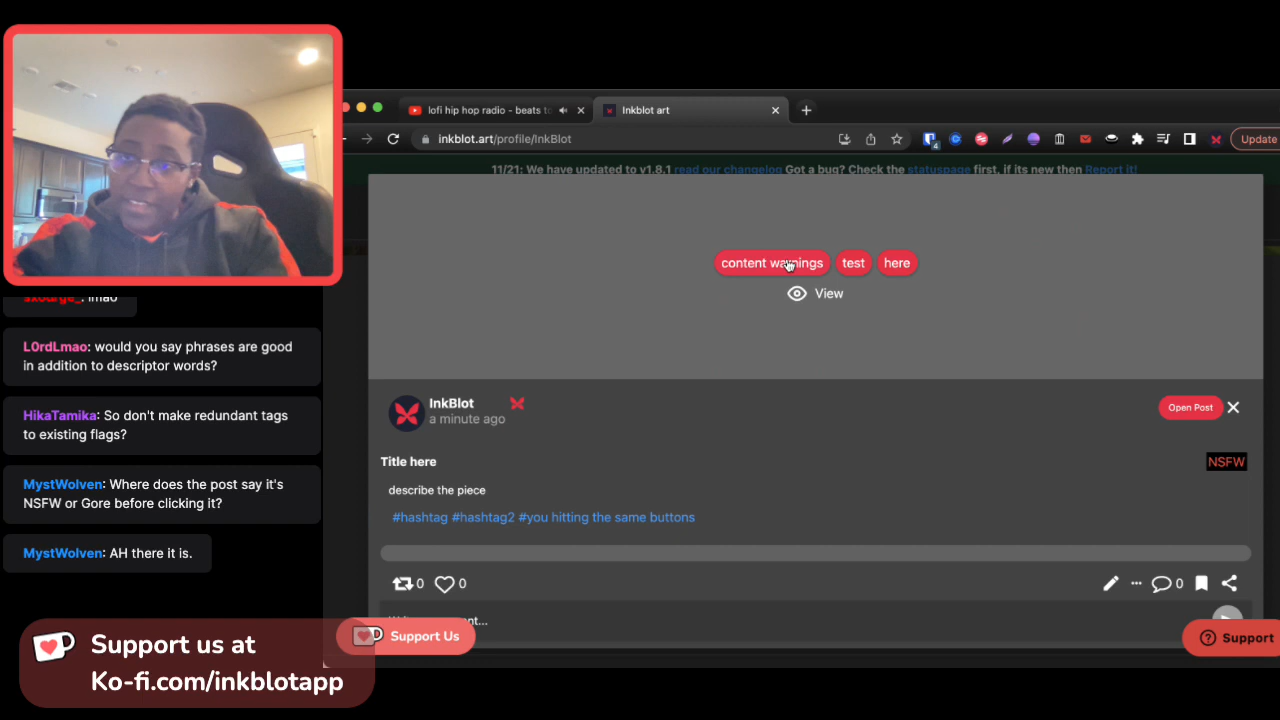 lofi hip hop radio - beats to
Inkblot art
inkblot.art/profile/InkBlot
4
Update
11/21: We have updated to v1.8.1 read our changelog Got a bug? Check the statuspage first, if its new then Report it!
content warnings test here
View
InkBlot
a minute ago
Open Post
Title here
NSFW
describe the piece
#hashtag #hashtag2 #you hitting the same buttons
0
0
0
Support Us
Support
lmao
L0rdLmao: would you say phrases are good
in addition to descriptor words?
HikaTamika: So don't make redundant tags
to existing flags?
MystWolven: Where does the post say it's
NSFW or Gore before clicking it?
MystWolven: AH there it is.
Support us at
Ko-fi.com/inkblotapp